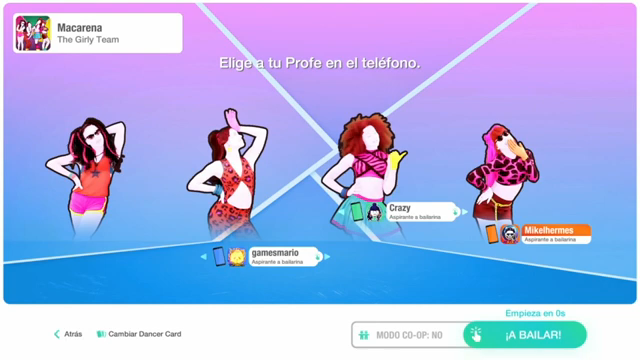 Macarena
The Girly Team
Elige a tu Profe en el teléfono.
Crazy
Aspirante a bailarina
Mikelhermes
Aspirante a bailarina
gamesmario
Aspirante a bailarina
Empieza en 0s
Atrás
Cambiar Dancer Card
MODO CO-OP: NO
¡A BAILAR!